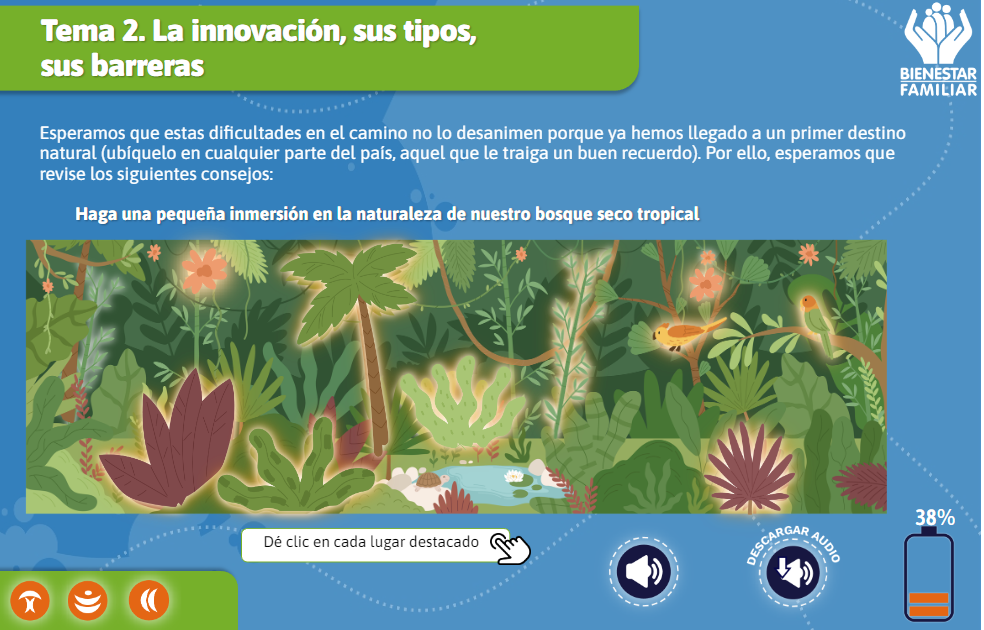 Tema 2. La innovación, sus tipos,
sus barreras
BIENESTAR
FAMILIAR
Esperamos que estas dificultades en el camino no lo desanimen porque ya hemos llegado a un primer destino
natural (ubíquelo en cualquier parte del país, aquel que le traiga un buen recuerdo). Por ello, esperamos que
revise los siguientes consejos:
Haga una pequeña inmersión en la naturaleza de nuestro bosque seco tropical
Dé clic en cada lugar destacado
DESCARGAR AUDIO
38%